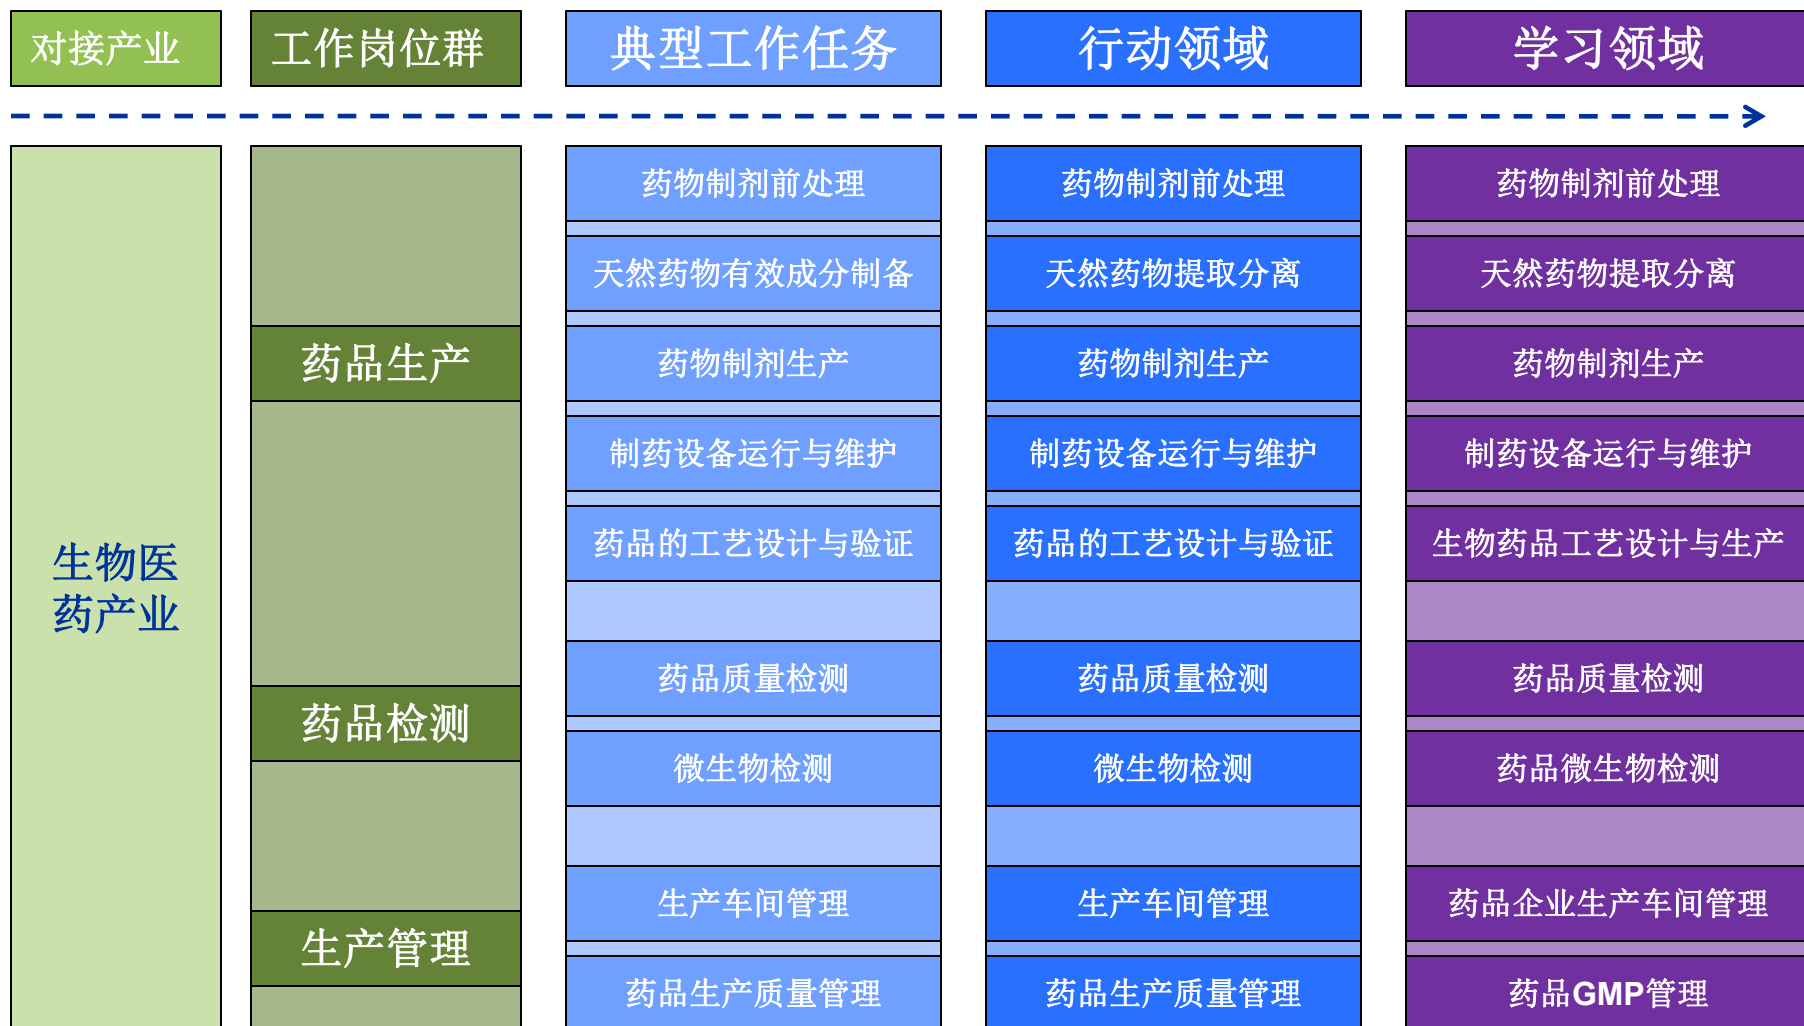 对接产业
工作岗位群
典型工作任务
行动领域
学习领域
生物医
药产业
药品生产
药品检测
生产管理
药物制剂前处理
天然药物有效成分制备
药物制剂生产
制药设备运行与维护
药品的工艺设计与验证
药品质量检测
微生物检测
生产车间管理
药品生产质量管理
药物制剂前处理
天然药物提取分离
药物制剂生产
制药设备运行与维护
药品的工艺设计与验证
药品质量检测
微生物检测
生产车间管理
药品生产质量管理
药物制剂前处理
天然药物提取分离
药物制剂生产
制药设备运行与维护
生物药品工艺设计与生产
药品质量检测
药品微生物检测
药品企业生产车间管理
药品GMP管理